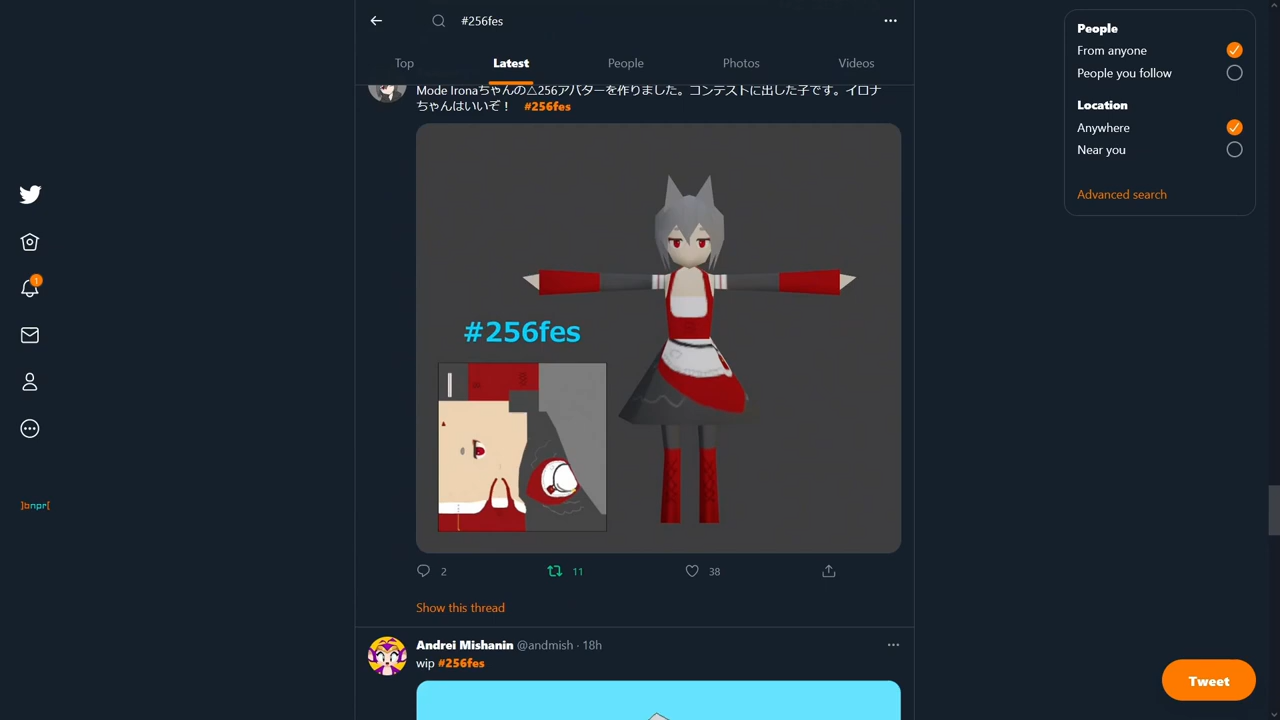 #256fes
People
From anyone
People you follow
Location
Anywhere
Near you
Advanced search
Top
Latest
People
Photos
Videos
Mode Ironaちゃんの△256アバターを作りました。コンテストに出した子です。イロナ
ちゃんはいいぞ！ #256fes
#256fes
2
11
38
Show this thread
Andrei Mishanin @andmish · 18h
wip #256fes
1
]bnpr[
Tweet